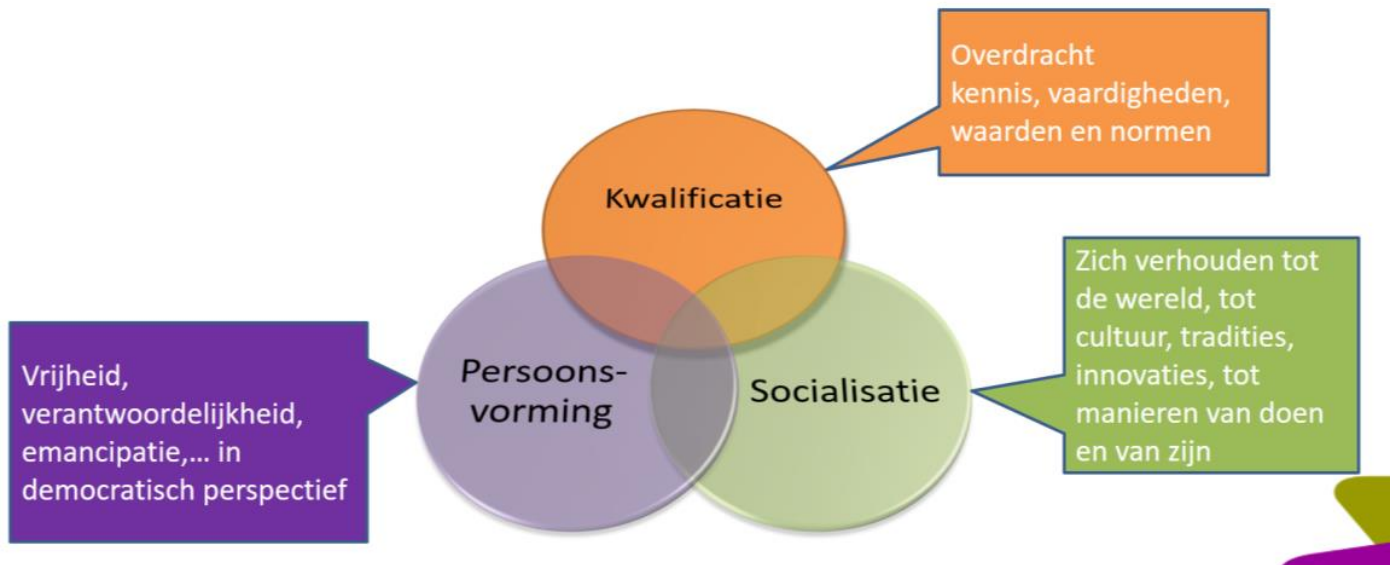 Overdracht
kennis, vaardigheden,
waarden en normen
Kwalificatie
Zich verhouden tot
de wereld, tot
cultuur, tradities,
innovaties, tot
manieren van doen
en van zijn
Persoons-
vorming
Socialisatie
Vrijheid,
verantwoordelijkheid,
emancipatie,... in
democratisch perspectief